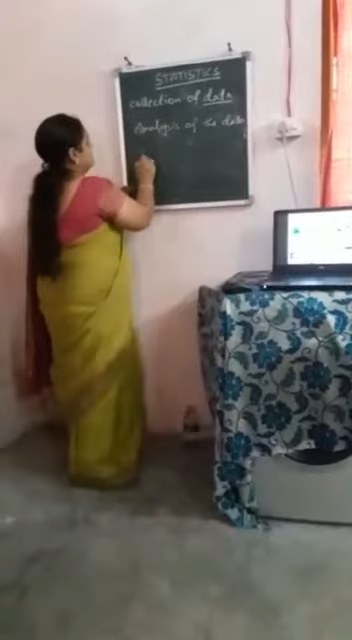 STATISTICS
collection of data
Analysis of the data